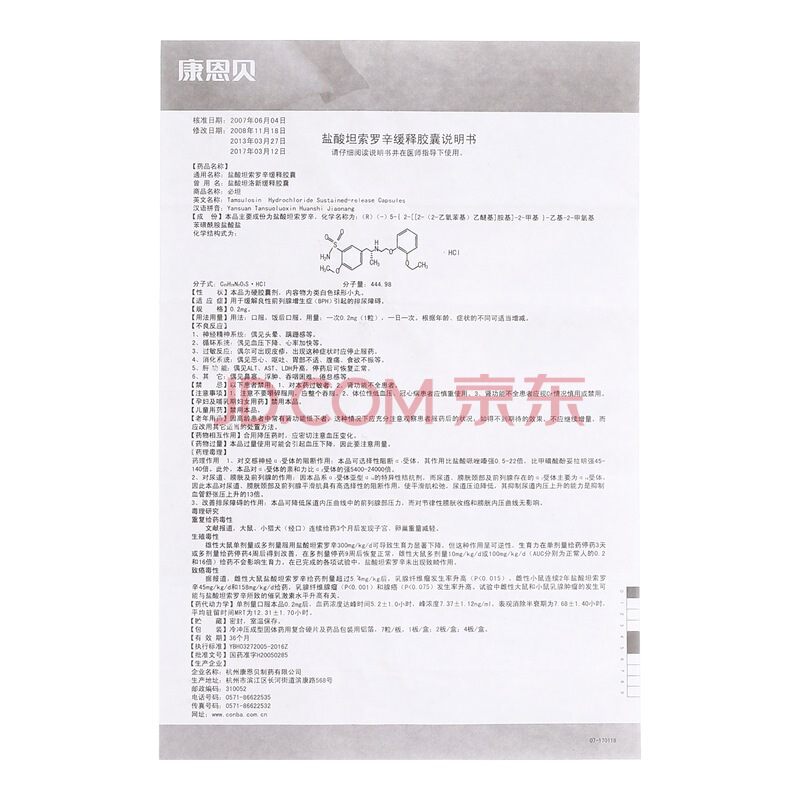 康恩贝
核准日期：2007年06月04日
修改日期：2008年11月18日
2013年03月27日
2017年03月12日
盐酸坦索罗辛缓释胶囊说明书
请仔细阅读说明书并在医师指导下使用。
【药品名称】
通用名称：盐酸坦索罗辛缓释胶囊
曾 用 名：盐酸坦洛新缓释胶囊
商品名称：必坦
英文名称：Tamsulosin Hydrochloride Sustained-release Capsules
汉语拼音：Yansuan Tansuoluoxin Huanshi Jiaonang
【成 份】本品主要成份为盐酸坦索罗辛，化学名称为：(R)(-)5-{2-[[2-(2-乙氧苯基)乙醚基]胺基]-2-甲基}-乙基-2-甲氧基
苯磺酰胺盐酸盐
化学结构式为：
O O S H₂N H₃CO H N CH₃ O O CH₃ · HCl
分子式：C₂₀H₂₈N₂O₅S·HCl 分子量：444.98
【性 状】本品为硬胶囊剂，内容物为类白色球形小丸。
【适 应 症】用于缓解良性前列腺增生症(BPH)引起的排尿障碍。
【规 格】0.2mg。
【用法用量】用法：口服，饭后口服。用量：一次0.2mg（1粒），一日一次。根据年龄、症状的不同可适当增减。
【不良反应】
1、神经精神系统：偶见头晕、蹒跚感等。
2、循环系统：偶见血压下降、心率加快等。
3、过敏反应：偶尔可出现皮疹，出现这种症状时应停止服药。
4、消化系统：偶见恶心、呕吐、胃部不适、腹痛、食欲不振等。
5、肝 功 能：偶见ALT、AST、LDH升高，停药后可恢复正常。
6、其 它：偶见鼻塞、浮肿、吞咽困难、倦怠感等。
【禁 忌】下述患者禁用：1、对本药过敏者；2、肾功能不全患者。
【注意事项】1、注意不要嚼碎服用，应整个吞服。2、体位性低血压、冠心病患者应慎重使用。3、肾功能不全患者应视Cr情况慎用或禁用。
【孕妇及哺乳期妇女用药】禁用本品。
【儿童用药】禁用本品。
【老年用药】因高龄患者中常有肾功能低下者，这种情况下应充分注意观察患者服药后的状况，如得不到期待的效果，不应继续增量，而
应改用其它适当的处置方法。
【药物相互作用】合用降压药时，应密切注意血压变化。
【药物过量】本品过量使用可能会引起血压下降，因此要注意用量。
【药理毒理】
药理作用 1、对交感神经α₁受体的阻断作用：本品可选择性阻断α₁受体，其作用比盐酸哌唑嗪强0.5-22倍，比甲磺酸酚妥拉明强45-
140倍。此外，本品对α₁受体的亲和力比α₂受体的强5400-24000倍。
2、对尿道、膀胱及前列腺的作用：因本品系α₁受体亚型α₁ₐ的特异性拮抗剂，而尿道、膀胱颈部及前列腺存在的α₁受体主要为α₁ₐ受体，
因此本品对尿道、膀胱颈部及前列腺平滑肌具有高选择性的阻断作用，使平滑肌松弛，尿道压迫降低，其抑制尿道内压上升的能力是抑制
血管舒张压上升的13倍。
3、改善排尿障碍的作用：本品可降低尿道内压曲线中的前列腺部压力，而对节律性膀胱收缩和膀胱内压曲线无影响。
毒理研究
重复给药毒性
文献报道，大鼠、小猎犬（经口）连续给药3个月后发现子宫、卵巢重量减轻。
生殖毒性
雄性大鼠单剂量或多剂量服用盐酸坦索罗辛300mg/kg/d可导致生育力显著下降，但这种作用呈可逆性，生育力在单剂量给药停药3天
或多剂量给药停药4周后得到改善，在多剂量停药9周后恢复正常，雄性大鼠多剂量10mg/kg/d或100mg/kg/d（AUC分别为正常人的0.2
和16倍）给药不会影响生育力，在已完成的各项试验中，盐酸坦索罗辛未出现致畸作用。
致癌毒性
据报道，雌性大鼠盐酸坦索罗辛给药剂量超过5.4mg/kg后，乳腺纤维瘤发生率升高（P<0.015），雌性小鼠连续2年盐酸坦索罗
辛45mg/kg/d和158mg/kg/d给药，乳腺纤维腺瘤（P<0.001）和腺癌（P<0.075）发生率升高。试验中雌性大鼠和小鼠乳腺肿瘤的发生可
能与盐酸坦索罗辛所致的催乳激素水平升高有关。
【药代动力学】单剂量口服本品0.2mg后，血药浓度达峰时间5.2±1.0小时，峰浓度7.37±1.12ng/ml，表观消除半衰期为7.68±1.40小时，
平均驻留时间MRT为12.31±1.70小时。
【贮 藏】密封，室温保存。
【包 装】冷冲压成型固体药用复合硬片及药品包装用铝箔，7粒/板，1板/盒；2板/盒；4板/盒。
【有 效 期】36个月
【执行标准】YBH03272005-2016Z
【批准文号】国药准字H20050285
【生产企业】
企业名称：杭州康恩贝制药有限公司
生产地址：杭州市滨江区长河街道滨康路568号
邮政编码：310052
电话号码：0571-86622535
传真号码：0571-86622532
网址：www.conba.com.cn
07-170118
JD.COM 京东